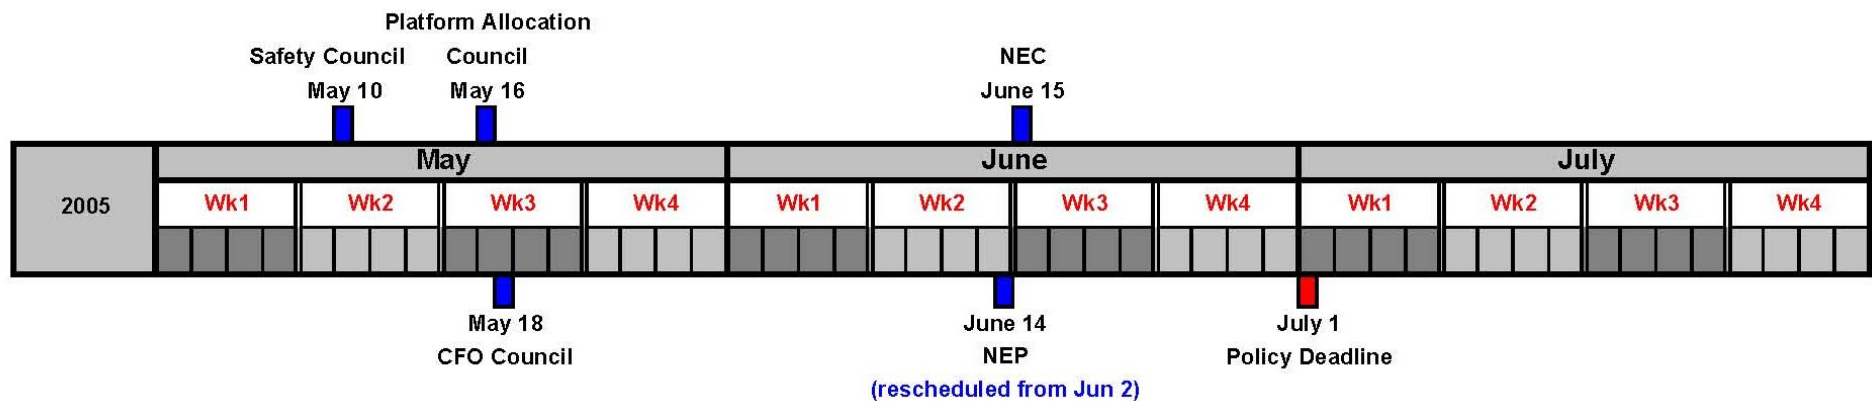 Platform Allocation
Safety Council
Council
NEC
May 10
May 16
June 15
2005
May
June
July
Wk1
Wk2
Wk3
Wk4
Wk1
Wk2
Wk3
Wk4
Wk1
Wk2
Wk3
Wk4
May 18
June 14
July 1
CFO Council
NEP
Policy Deadline
(rescheduled from Jun 2)